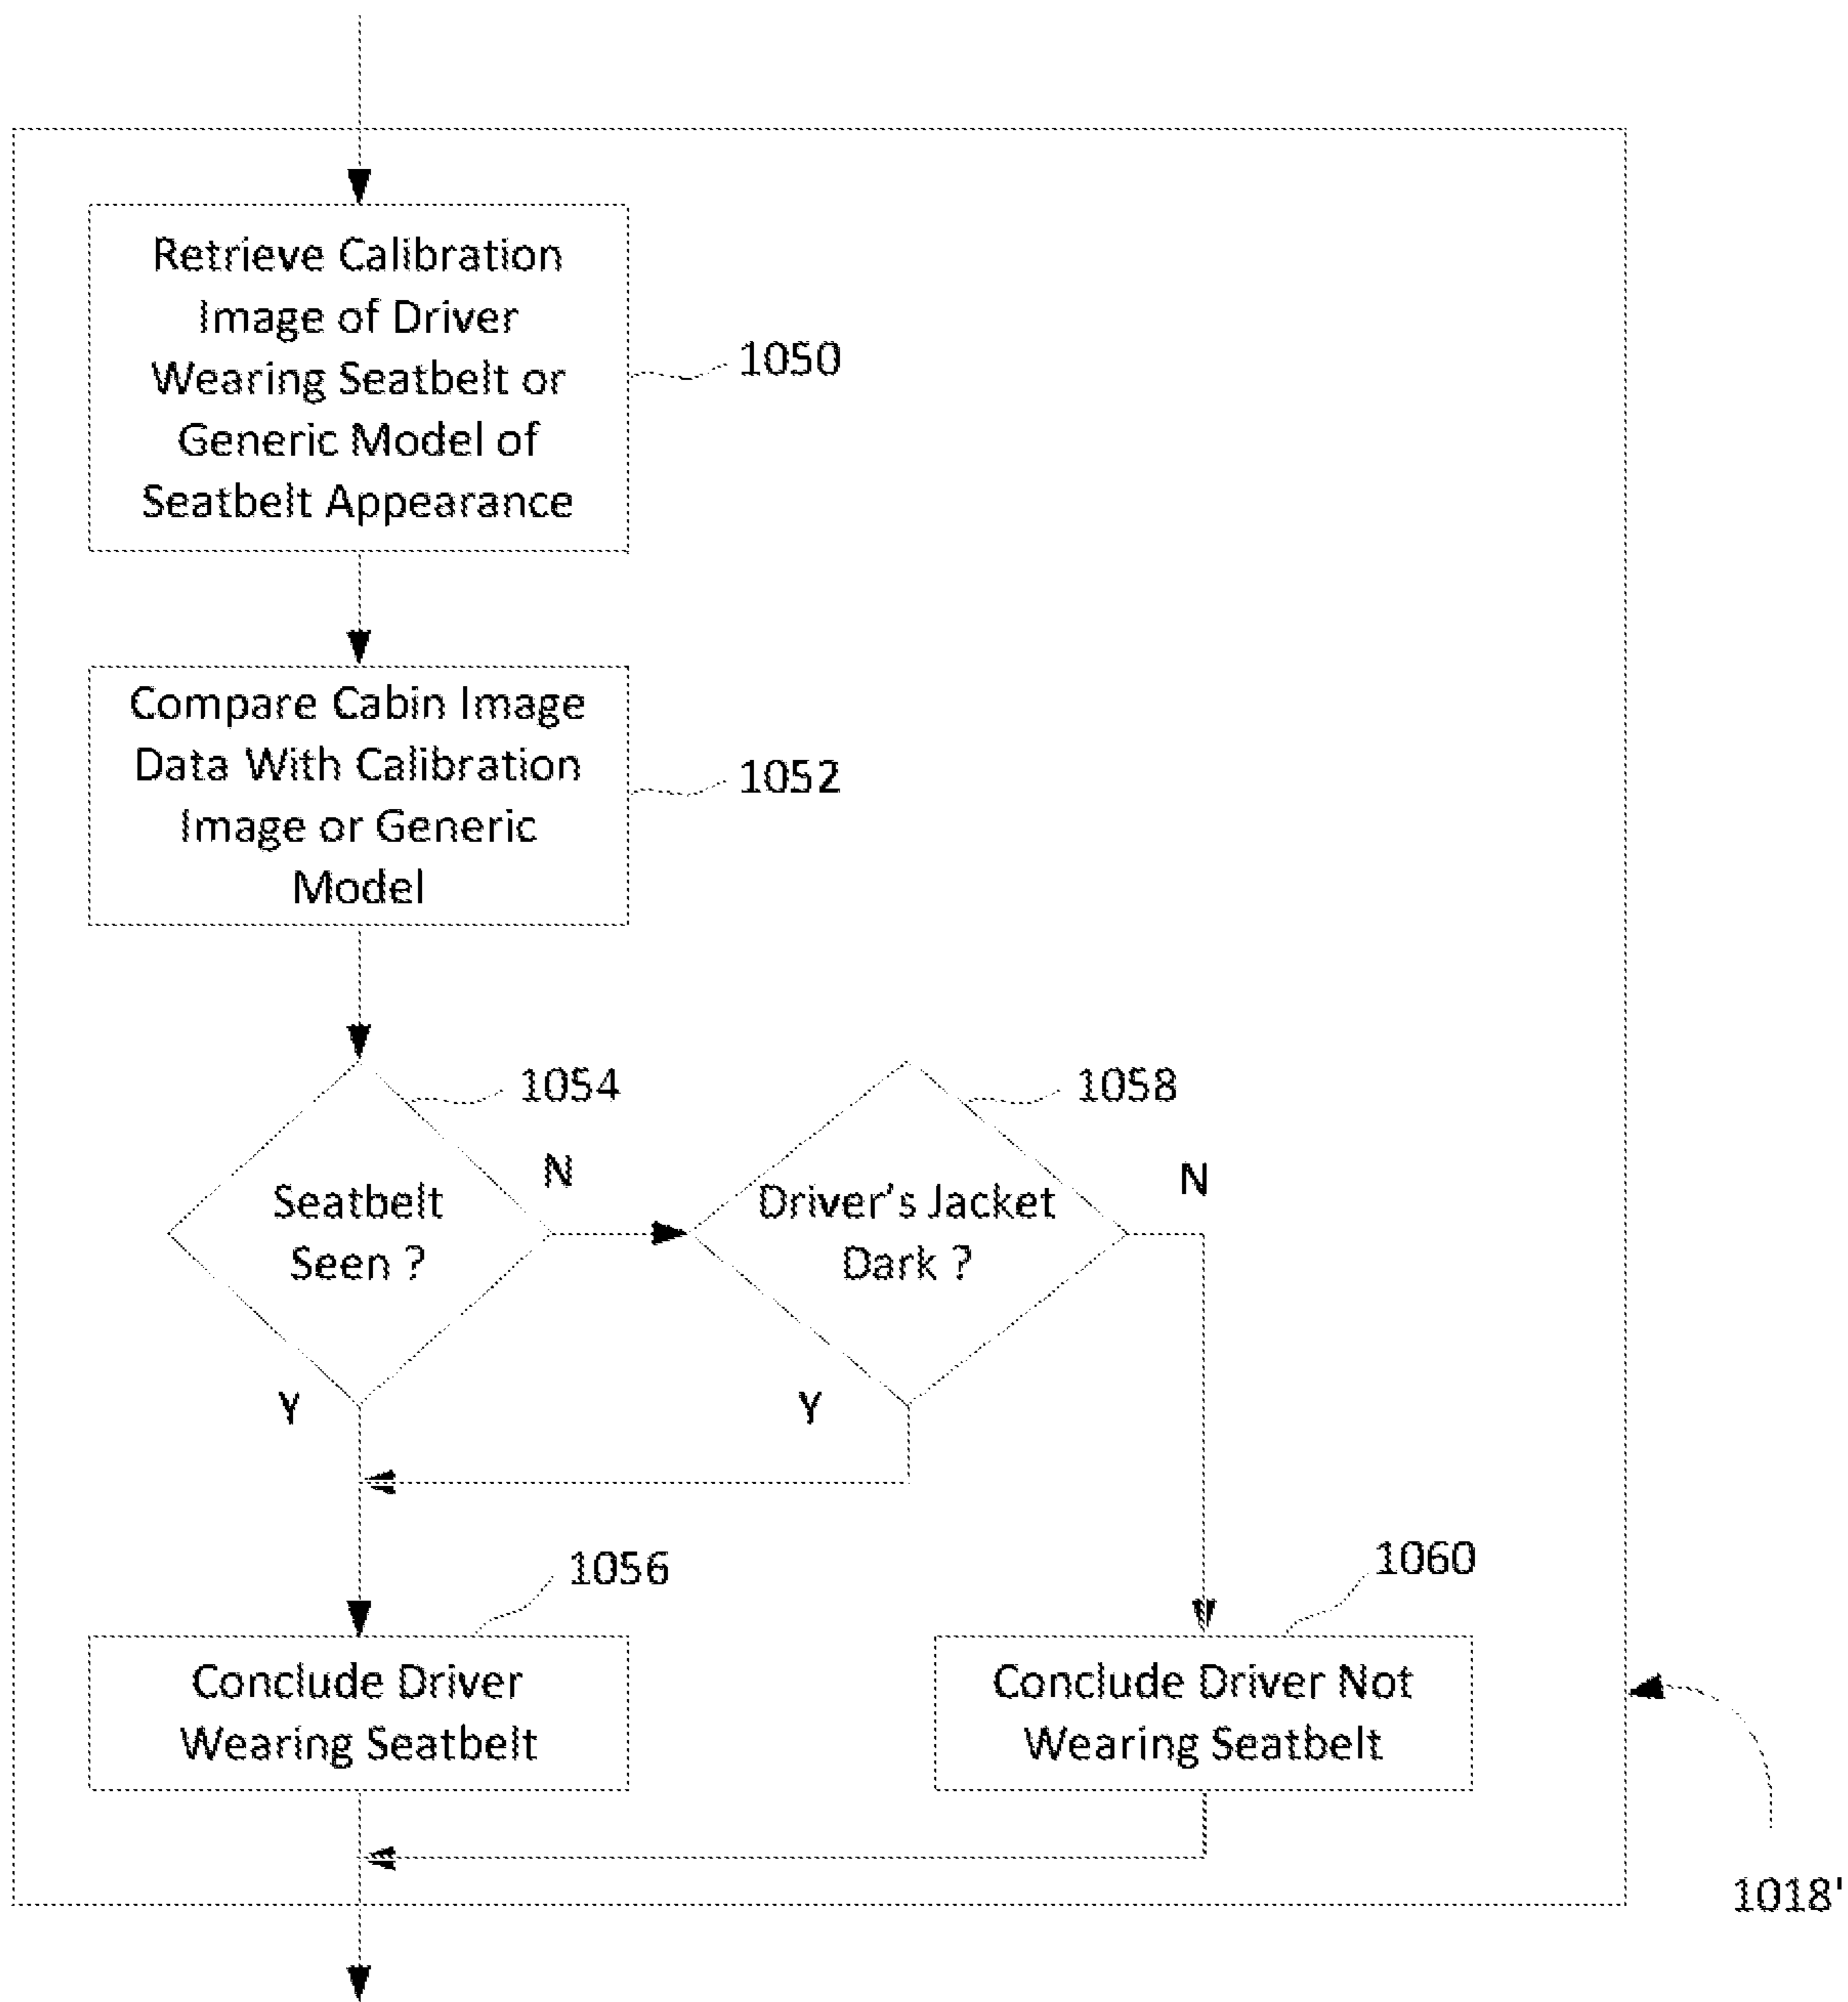 Retrieve Calibration
Image of Driver
Wearing Seatbelt or
Generic Model of
Seatbelt Appearance
1050
Compare Cabin Image
Data With Calibration
Image or Generic
Model
1052
1054
Seatbelt
Seen ?
N
Y
1058
Driver's Jacket
Dark ?
N
Y
1056
Conclude Driver
Wearing Seatbelt
1060
Conclude Driver Not
Wearing Seatbelt
1018'